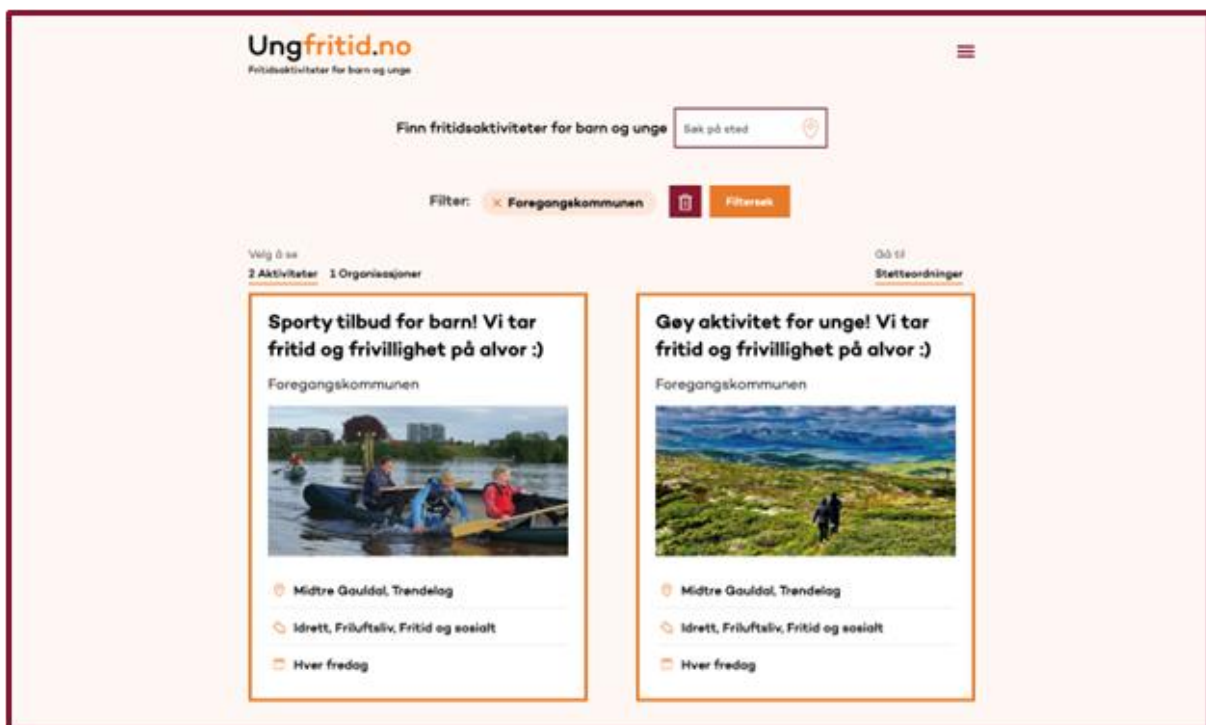 Ungfritid.no
Fritidsaktiviteter for barn og unge
Finn fritidsaktiviteter for barn og unge
Søk på sted
Filter:
× Foregangskommunen
Filtersøk
Velg å se
Gå til
2 Aktiviteter 1 Organisasjoner
Støtteordninger
Sporty tilbud for barn! Vi tar
fritid og frivillighet på alvor :)
Foregangskommunen
Midtre Gauldal, Trøndelag
Idrett, Friluftsliv, Fritid og sosialt
Hver fredag
Gøy aktivitet for unge! Vi tar
fritid og frivillighet på alvor :)
Foregangskommunen
Midtre Gauldal, Trøndelag
Idrett, Friluftsliv, Fritid og sosialt
Hver fredag